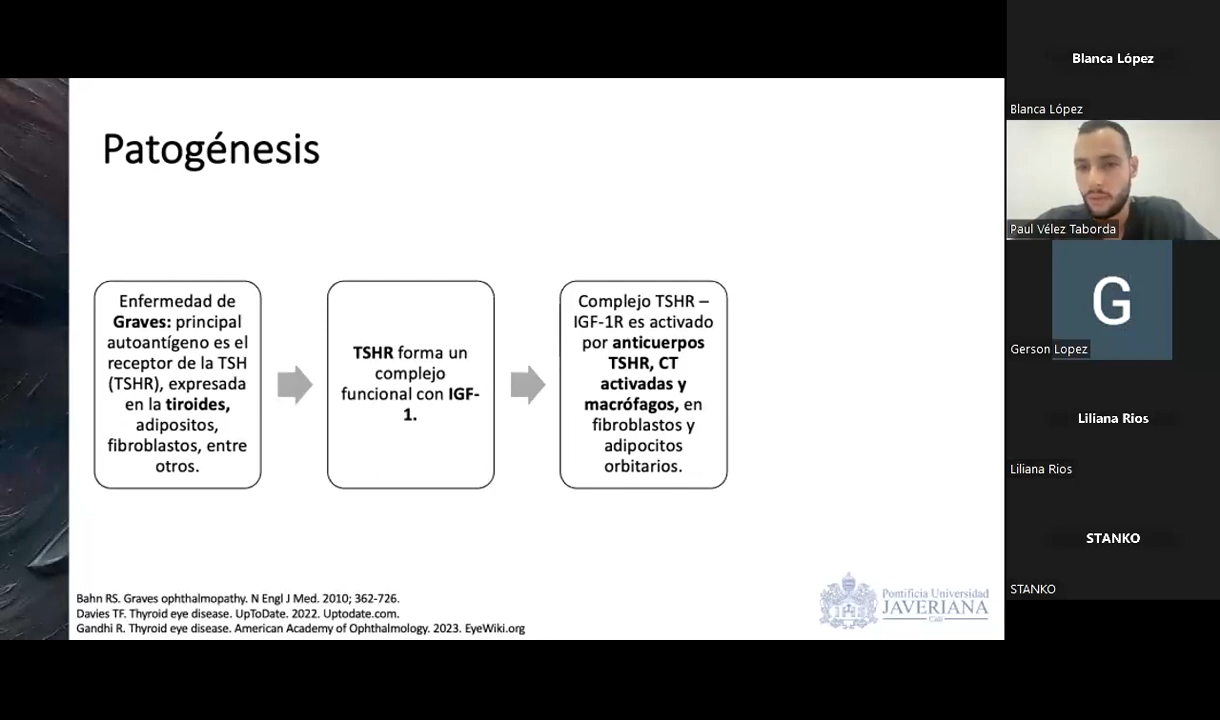 Patogénesis
Enfermedad de
Graves: principal
autoantígeno es el
receptor de la TSH
(TSHR), expresada
en la tiroides,
adipositos,
fibroblastos, entre
otros.
TSHR forma un
complejo
funcional con IGF-
1.
Complejo TSHR –
IGF-1R es activado
por anticuerpos
TSHR, CT
activadas y
macrófagos, en
fibroblastos y
adipocitos
orbitarios.
Bahn RS. Graves ophthalmopathy. N Engl J Med. 2010; 362-726.
Davies TF. Thyroid eye disease. UpToDate. 2022. Uptodate.com.
Gandhi R. Thyroid eye disease. American Academy of Ophthalmology. 2023. EyeWiki.org
Pontificia Universidad
JAVERIANA
Cali
Blanca López
Blanca López
Paul Vélez Taborda
G
Gerson Lopez
Liliana Rios
Liliana Rios
STANKO
STANKO